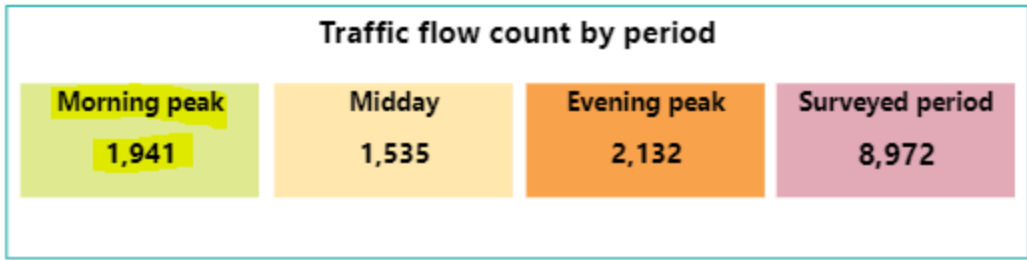 Traffic flow count by period
Morning peak
1,941
Midday
1,535
Evening peak
2,132
Surveyed period
8,972